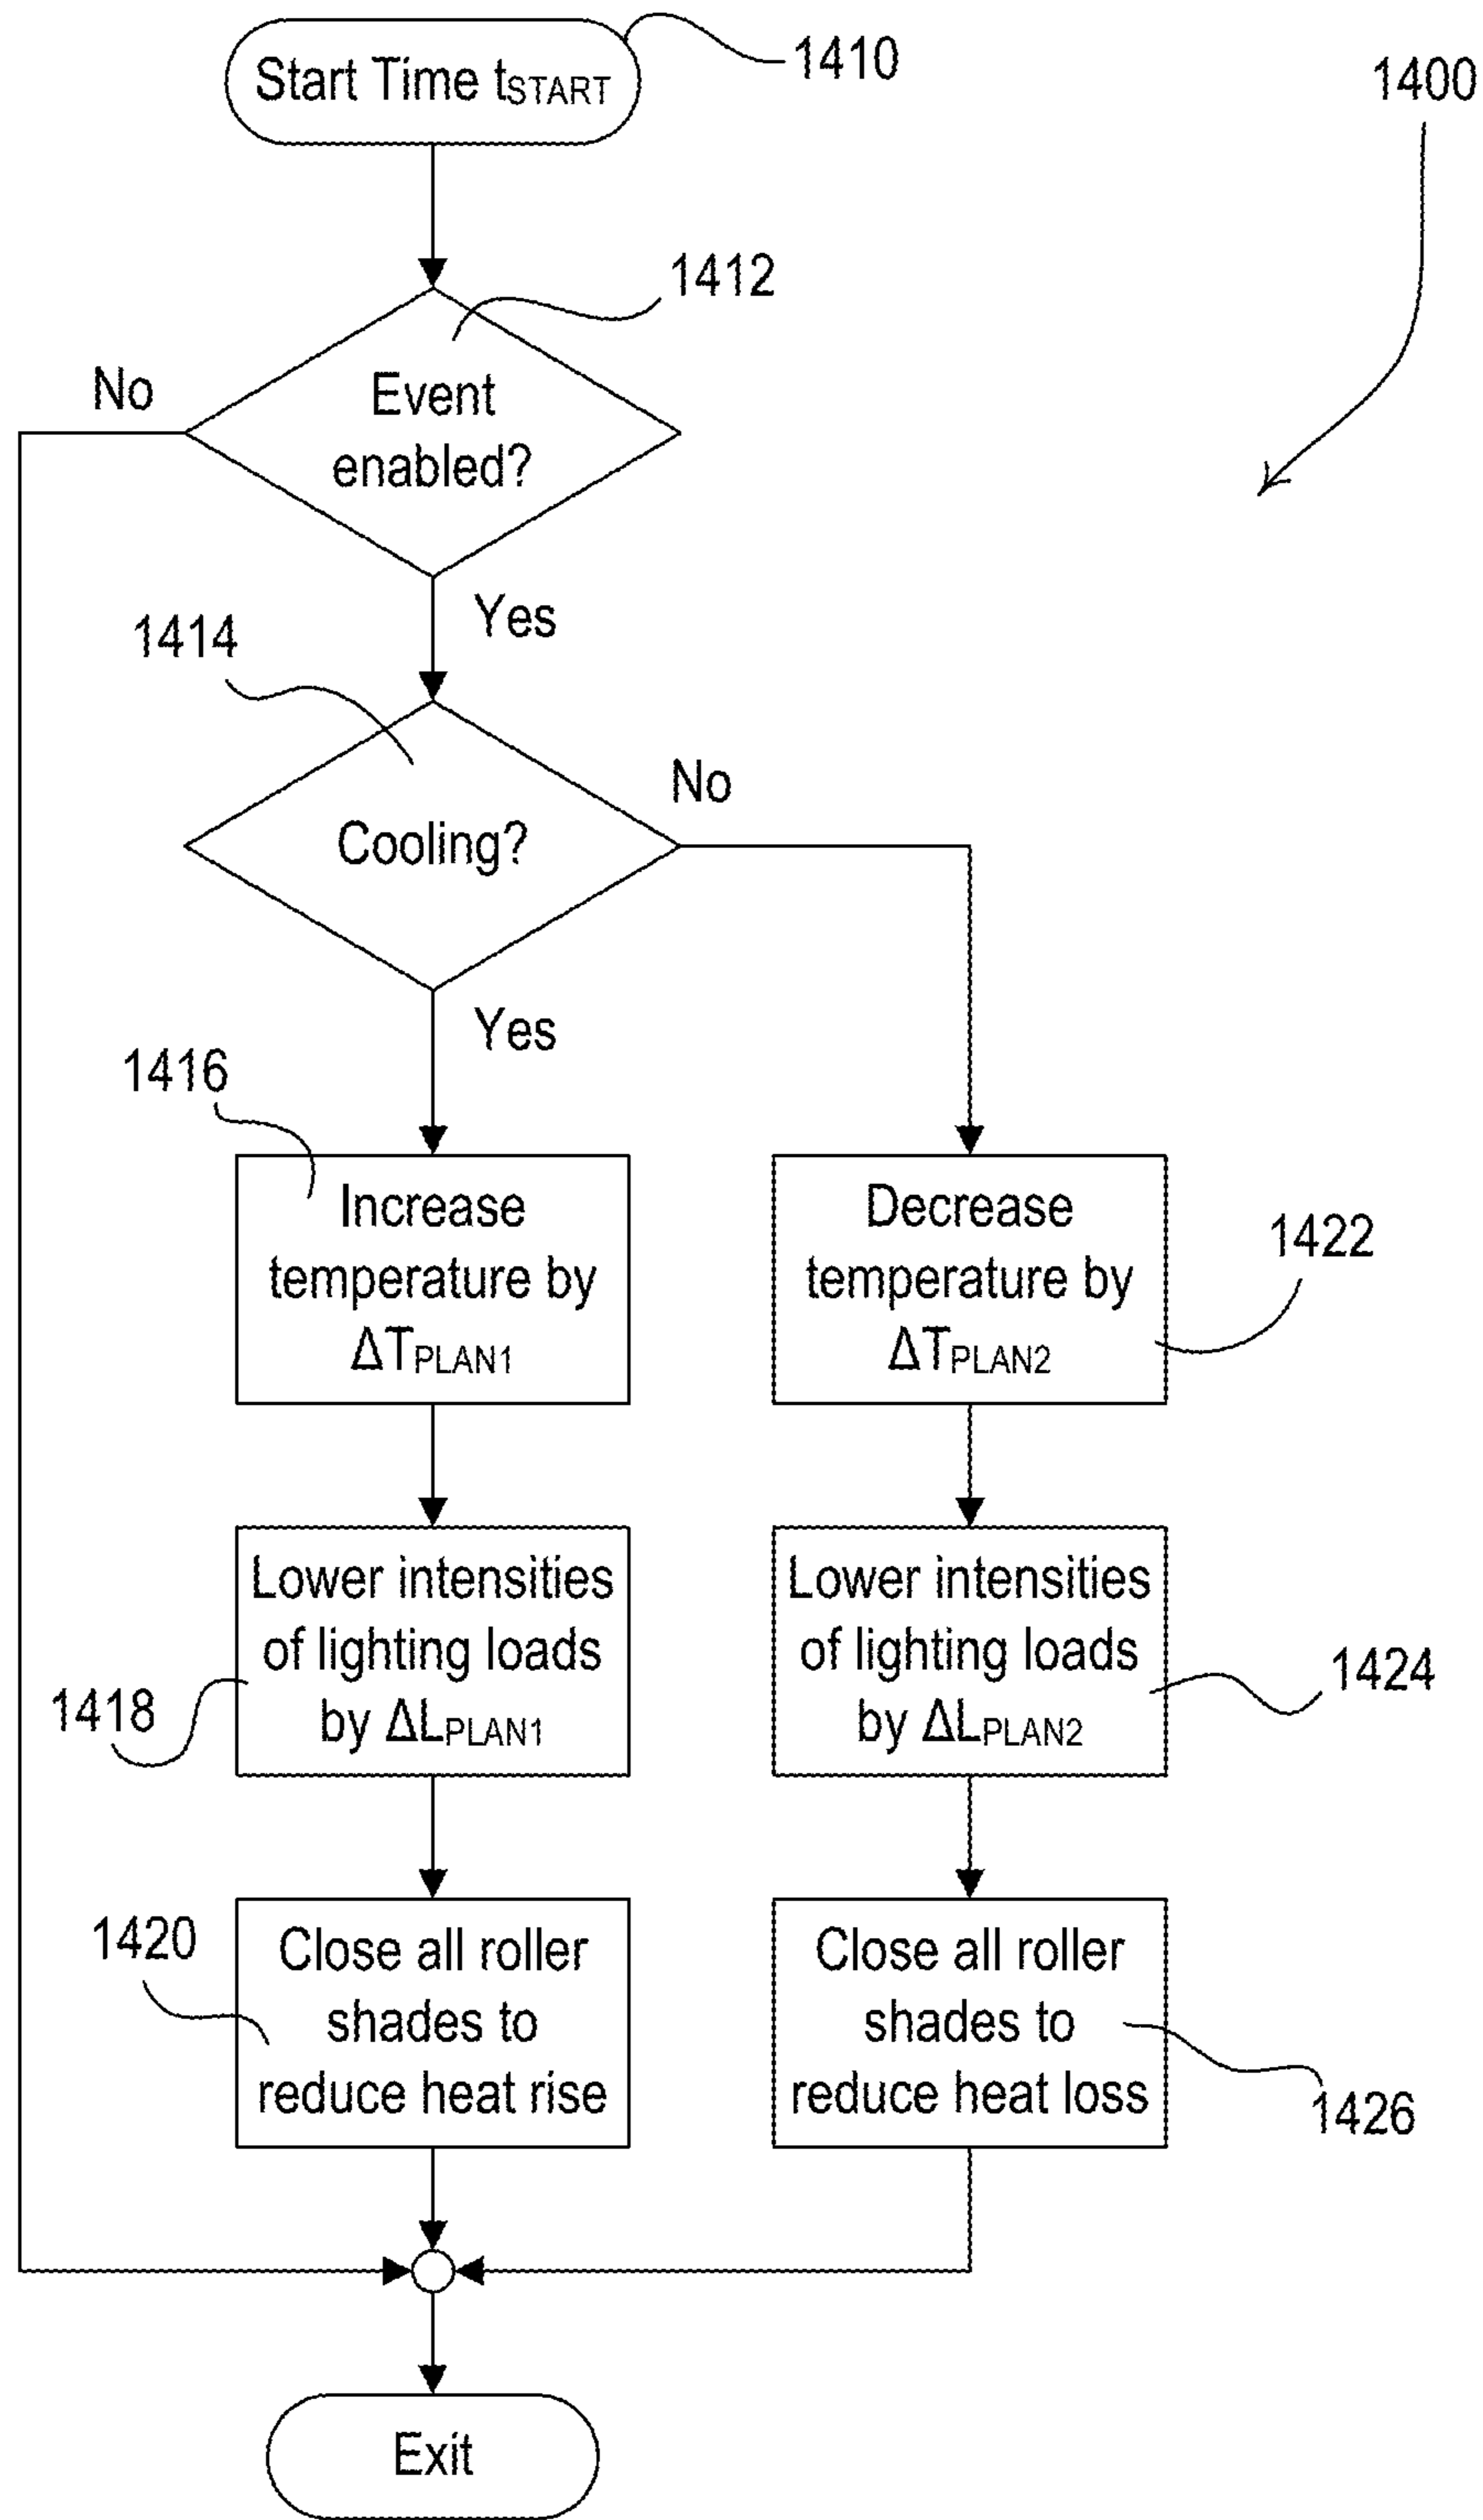 Start Time tSTART
1410
1400
1412
No
Event
enabled?
Yes
1414
No
Cooling?
Yes
1416
Increase
temperature by
ΔTPLAN1
Decrease
temperature by
ΔTPLAN2
1422
Lower intensities
of lighting loads
by ΔLPLAN1
1418
Lower intensities
of lighting loads
by ΔLPLAN2
1424
1420
Close all roller
shades to
reduce heat rise
Close all roller
shades to
reduce heat loss
1426
Exit